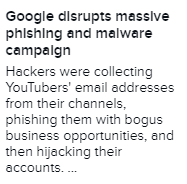 Google disrupts massive
phishing and malware
campaign
Hackers were collecting
YouTubers' email addresses
from their channels,
phishing them with bogus
business opportunities, and
then hijacking their
accounts. ...